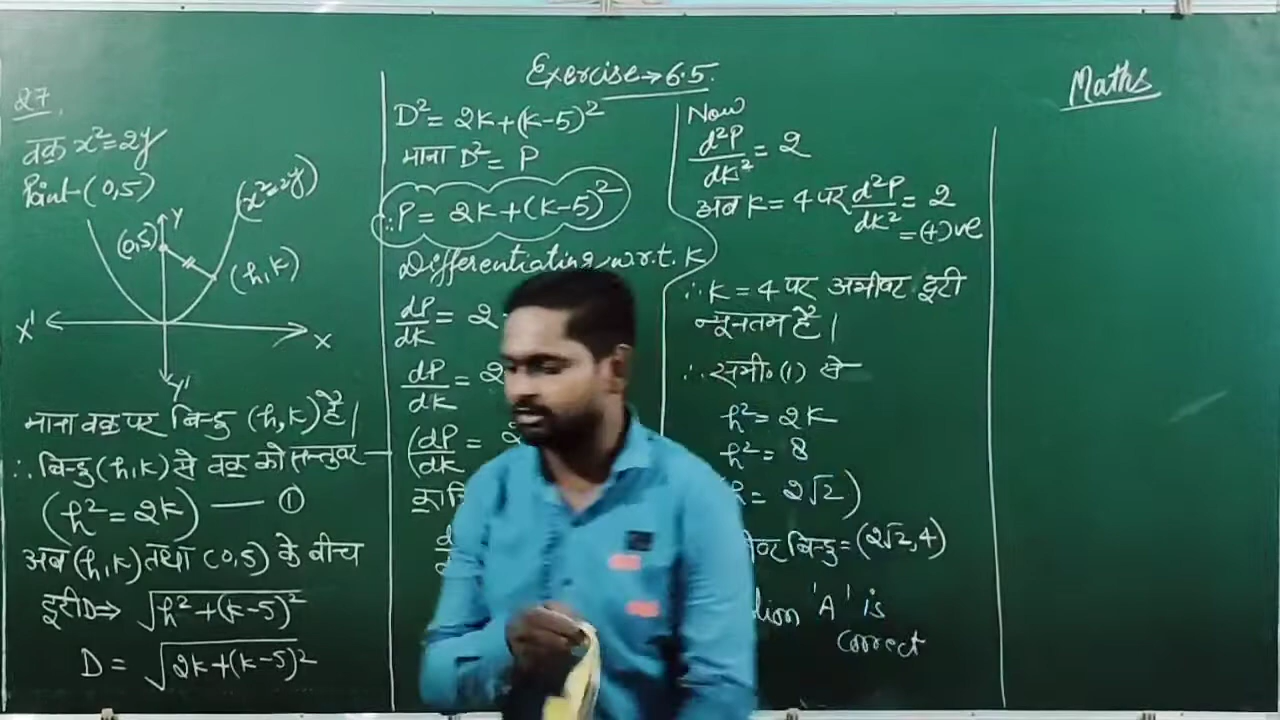 Exercise→6.5.
Maths
27.
वक्र x²=2y
Point-(0,5)
(x²=2y)
Y
(0,5)
(h,k)
X'
X
Y'
माना वक्र पर बिन्दु (h,k) है।
∴ बिन्दु (h,k) से वक्र को सन्तुष्ट —
(h²=2k) — ①
अब (h,k) तथा (0,5) के बीच
दूरी D⇒ √h²+(k-5)²
D = √2k+(k-5)²
D²= 2k+(k-5)²
माना D²= P
∴P= 2k+(k-5)²
Differentiating w.r.t. k
dP/dk = 2
dP/dk = 2
(dP/dk =
Now
d²P/dk² = 2
अब k=4 पर d²P/dk² = 2
=(+)ve
∴ k=4 पर अभीष्ट दूरी
न्यूनतम है।
∴ समी० (1) से
h²= 2k
h²= 8
= 2√2)
बिन्दु=(2√2,4)
'A' is
correct